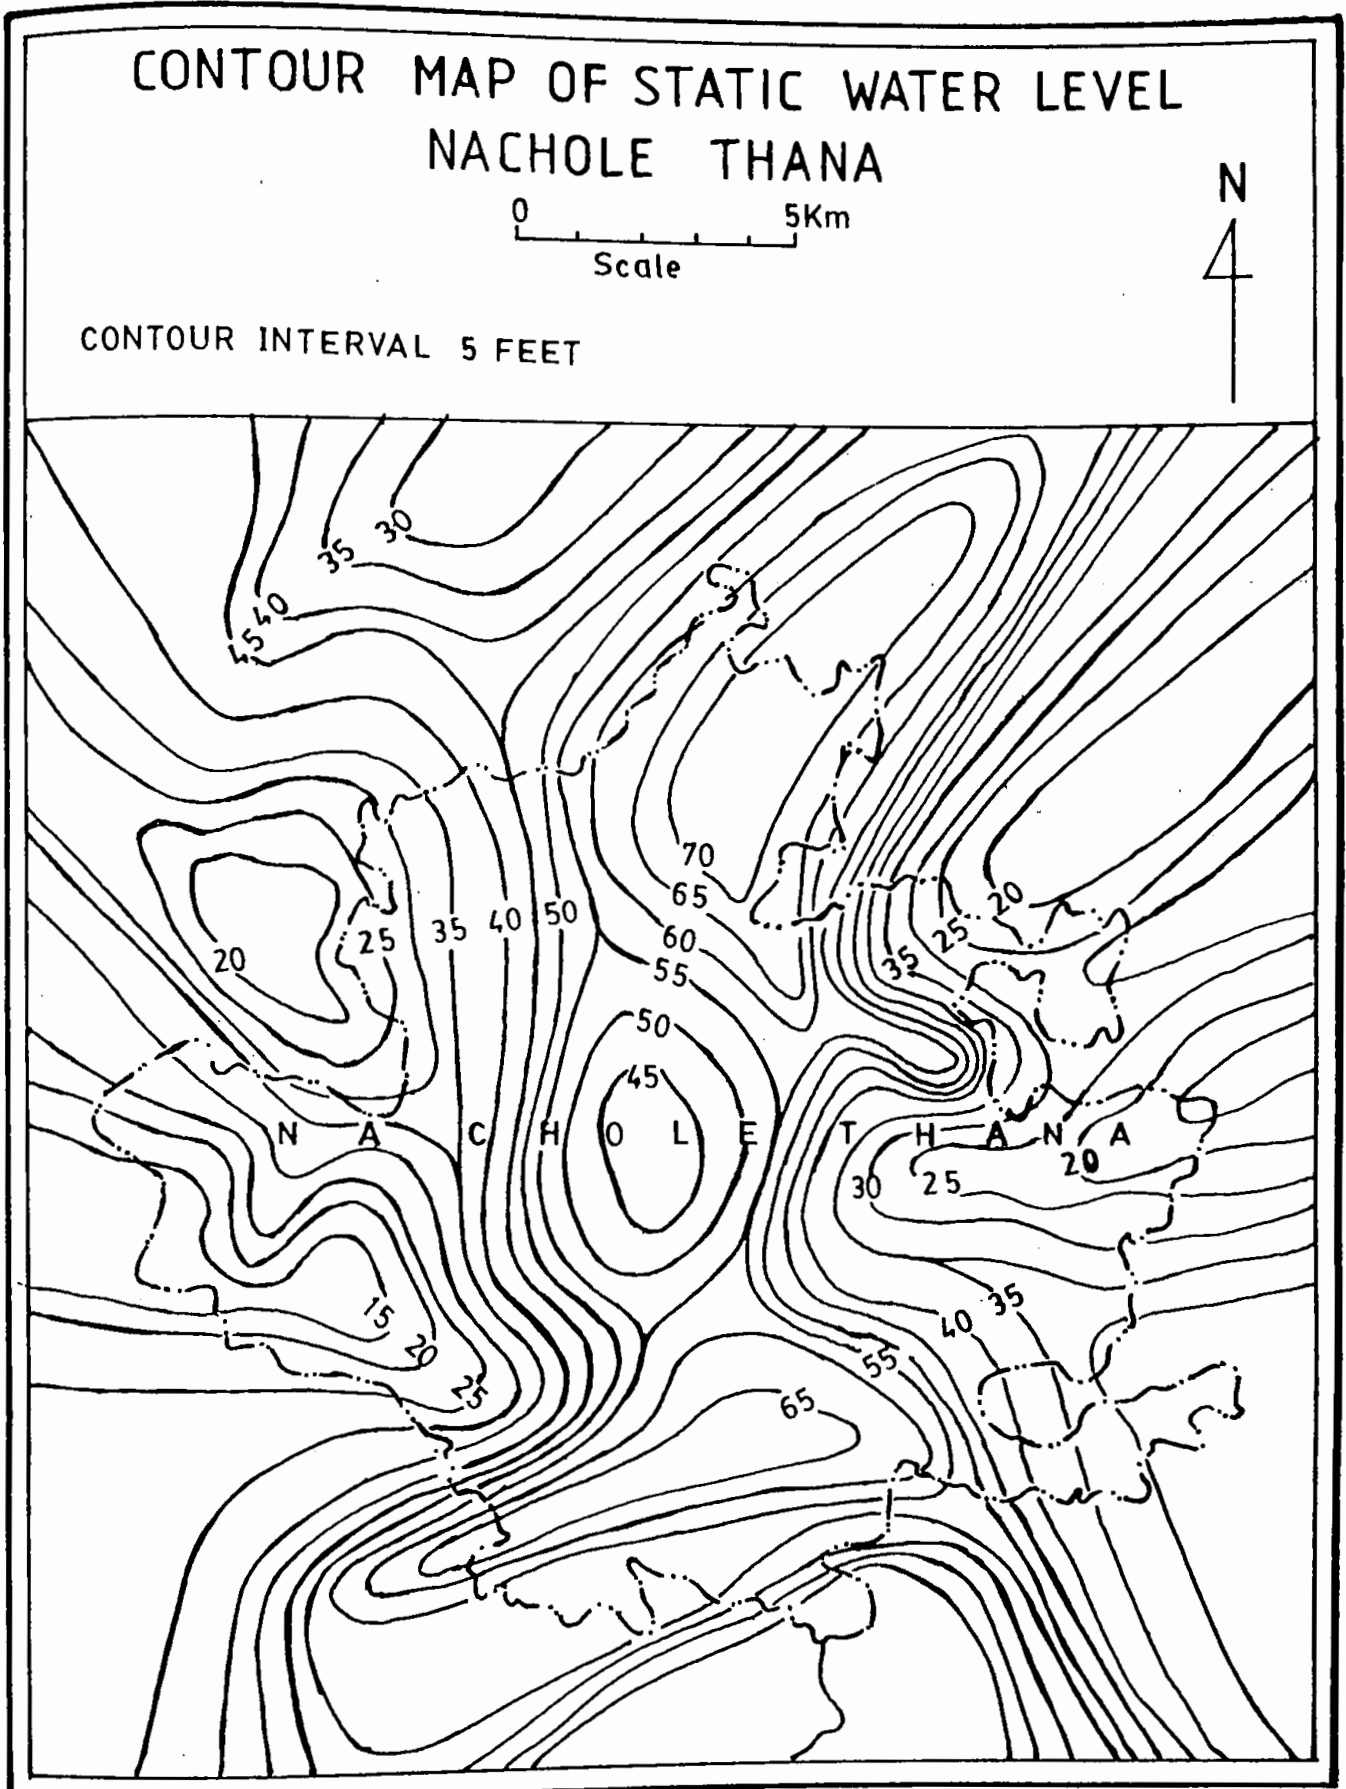 CONTOUR MAP OF STATIC WATER LEVEL
NACHOLE THANA
N
0 5Km
Scale
CONTOUR INTERVAL 5 FEET
30
35
40
45
70
65
20
20
25 35 40 50
60
25
55
35
50
45
N A C H O L E T H A N A
20
30 25
15
35
40
20
55
25
65